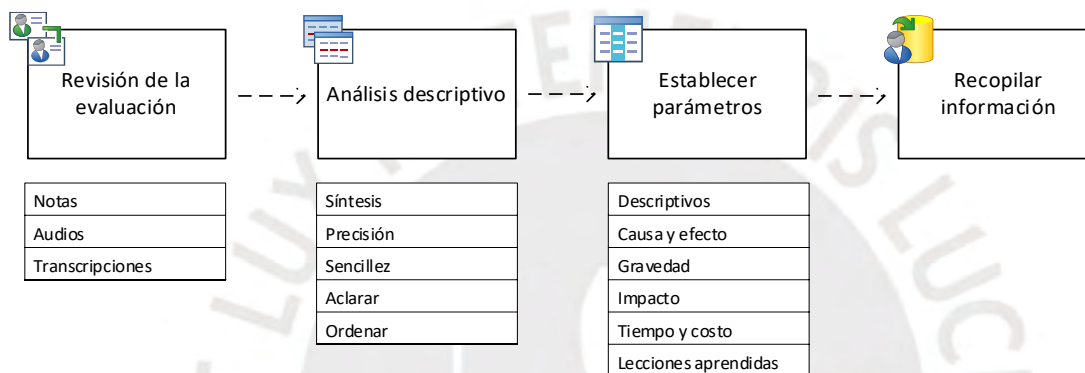 Revisión de la
evaluación
Análisis descriptivo
Establecer
parámetros
Recopilar
información
Notas
Audios
Transcripciones
Síntesis
Precisión
Sencillez
Aclarar
Ordenar
Descriptivos
Causa y efecto
Gravedad
Impacto
Tiempo y costo
Lecciones aprendidas